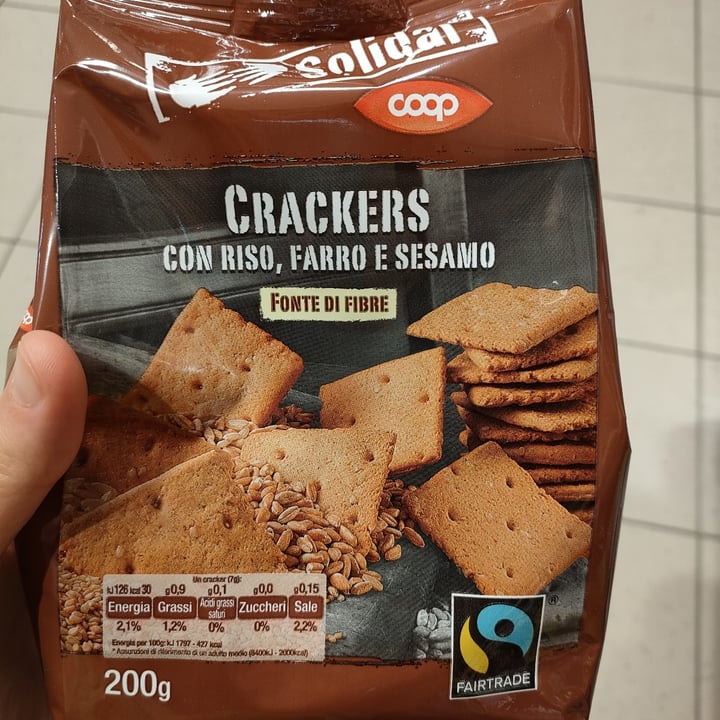 solidal
coop
CRACKERS
CON RISO, FARRO E SESAMO
FONTE DI FIBRE
Un cracker (7g):
kJ 126 kcal 30 g 0,9 g 0,1 g 0,0 g 0,15
Energia Grassi Acidi grassi saturi Zuccheri Sale
2,1% 1,2% 0% 0% 2,2%
Energia per 100g: kJ 1797 - 427 kcal
* Assunzioni di riferimento di un adulto medio (8400kJ - 2000kcal)
200g
FAIRTRADE
®